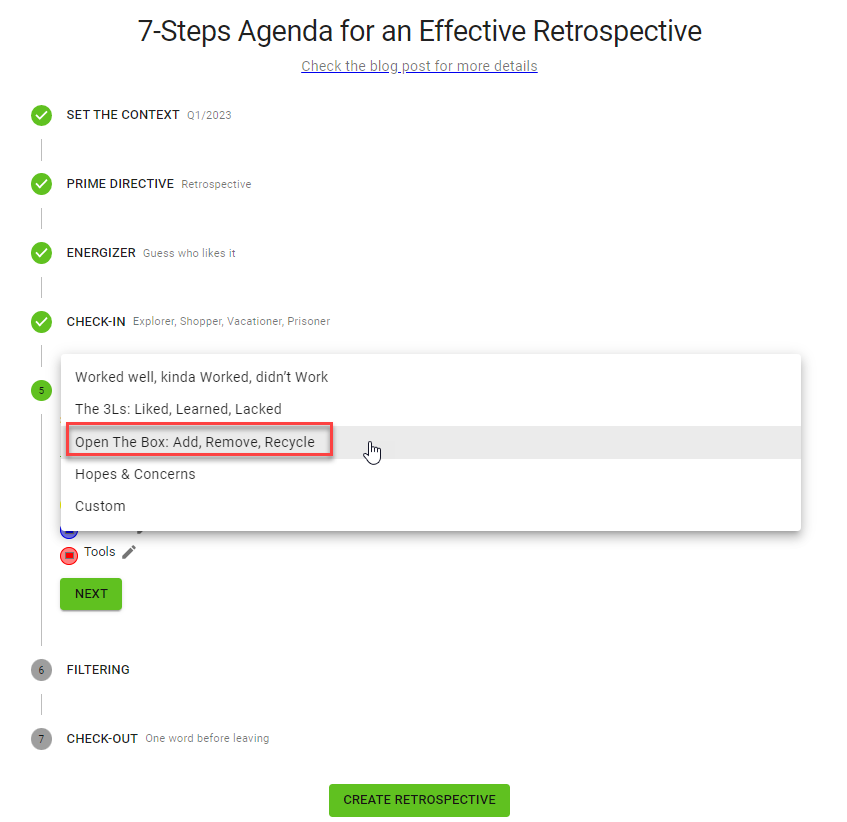 7-Steps Agenda for an Effective Retrospective
Check the blog post for more details
SET THE CONTEXT Q1/2023
PRIME DIRECTIVE Retrospective
ENERGIZER Guess who likes it
CHECK-IN Explorer, Shopper, Vacationer, Prisoner
5
Worked well, kinda Worked, didn’t Work
The 3Ls: Liked, Learned, Lacked
Open The Box: Add, Remove, Recycle
Hopes & Concerns
Custom
Tools
NEXT
6 FILTERING
7 CHECK-OUT One word before leaving
CREATE RETROSPECTIVE